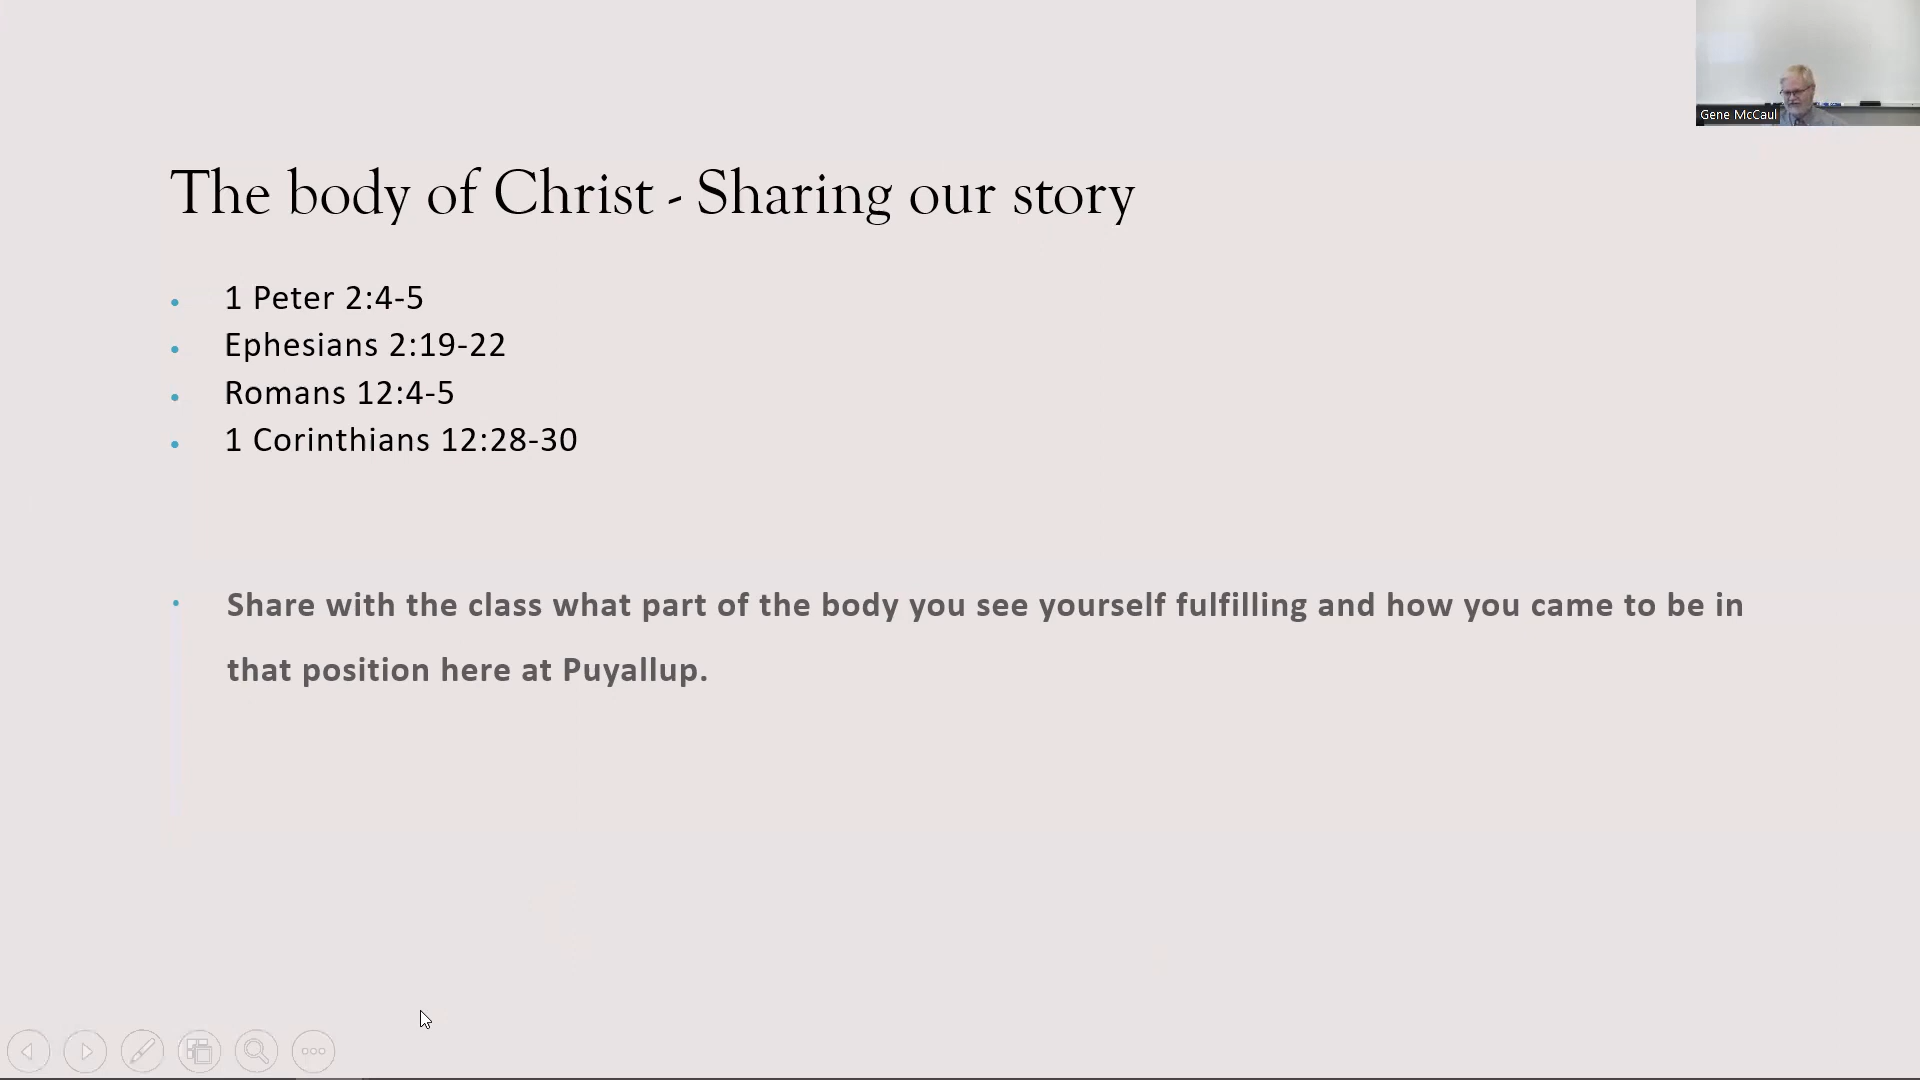 Gene McCaul
The body of Christ - Sharing our story
1 Peter 2:4-5
Ephesians 2:19-22
Romans 12:4-5
1 Corinthians 12:28-30
Share with the class what part of the body you see yourself fulfilling and how you came to be in
that position here at Puyallup.